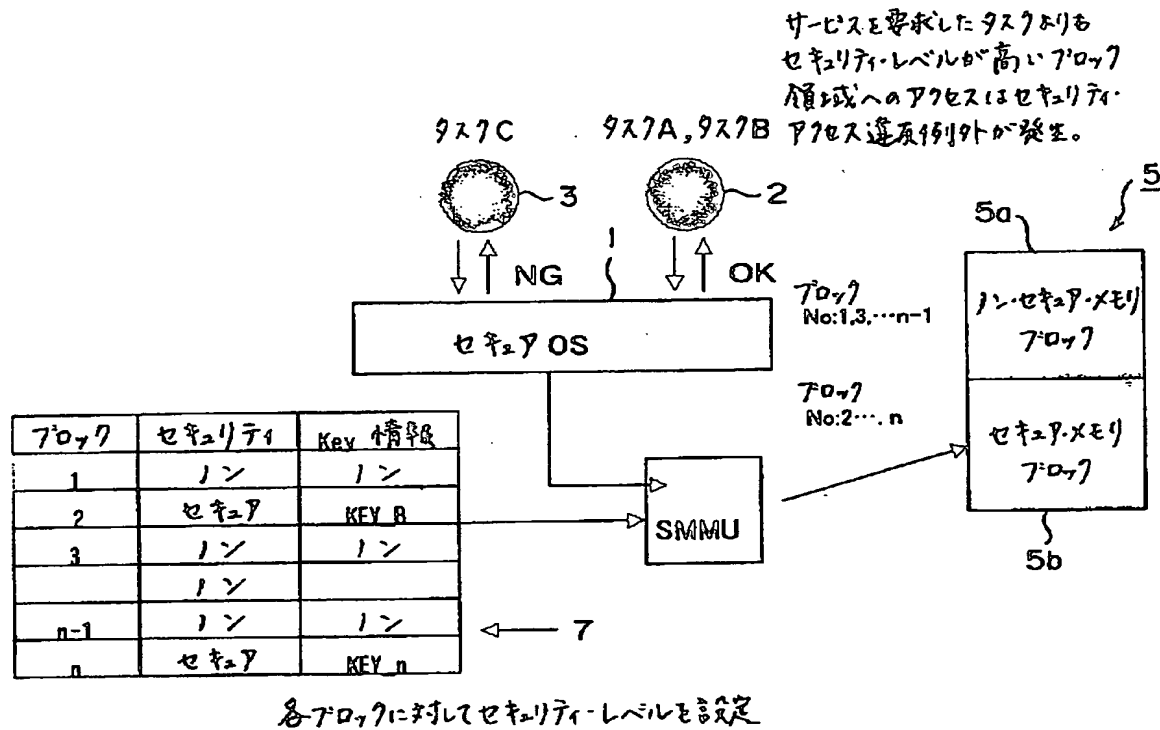 サービスを要求したタスクよりも
セキュリティ・レベルが高いブロック
領域へのアクセスはセキュリティ・
アクセス違反例外が発生。
タスクC
タスクA,タスクB
3
2
1
5
5a
NG
OK
セキュアOS
ブロック
No:1,3,…n-1
ブロック
No:2…. n
ノン・セキュア・メモリ
ブロック
セキュア・メモリ
ブロック
5b
SMMU
ブロック セキュリティ Key 情報
1 ノン ノン
2 セキュア KEY_B
3 ノン ノン
ノン
n-1 ノン ノン
n セキュア KEY_n
7
各ブロックに対してセキュリティーレベルを設定